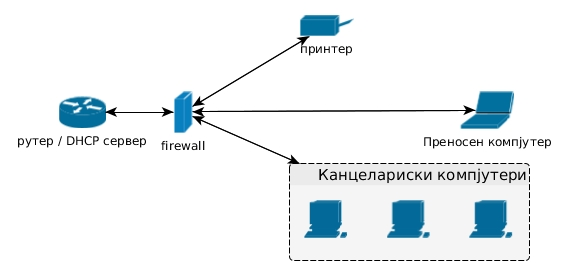 принтер
рутер / DHCP сервер
firewall
Преносен компјутер
Канцелариски компјутери